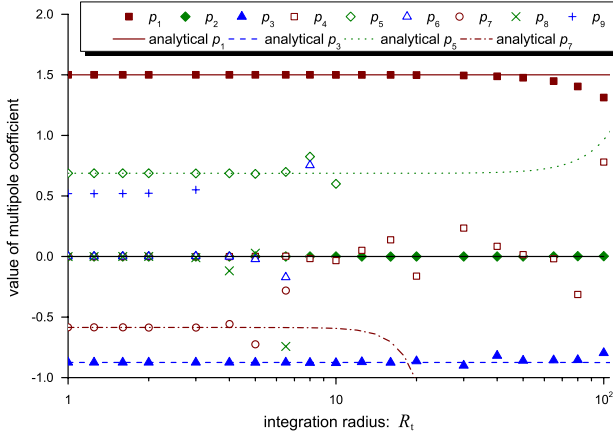 p1 p2 p3 p4 p5 p6 p7 p8 p9
analytical p1 analytical p3 analytical p5 analytical p7
value of multipole coefficient
2.0
1.5
1.0
0.5
0.0
-0.5
-1.0
1 10 10²
integration radius: Rt